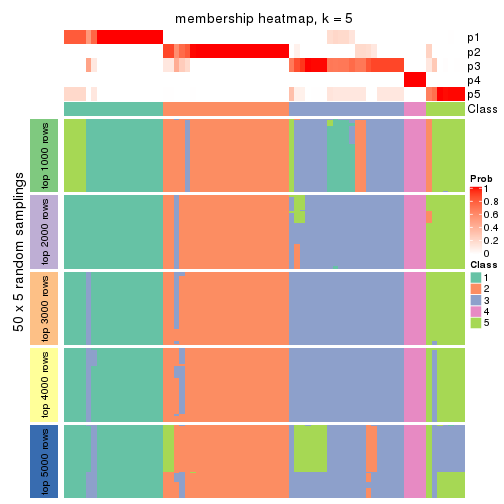 membership heatmap, k = 5
p1
p2
p3
p4
p5
Class
50 x 5 random samplings
top 1000 rows
top 2000 rows
top 3000 rows
top 4000 rows
top 5000 rows
Prob
1
0.8
0.6
0.4
0.2
0
Class
1
2
3
4
5